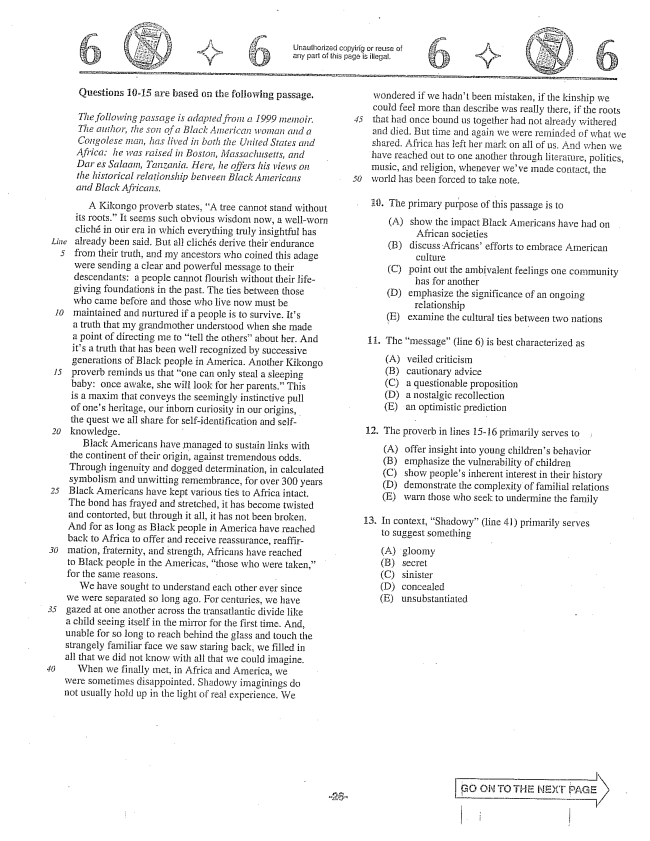 6 6 Unauthorized copying or reuse of
any part of this page is illegal. 6 6
Questions 10-15 are based on the following passage.
The following passage is adapted from a 1999 memoir.
The author, the son of a Black American woman and a
Congolese man, has lived in both the United States and
Africa: he was raised in Boston, Massachusetts, and
Dar es Salaam, Tanzania. Here, he offers his views on
the historical relationship between Black Americans
and Black Africans.
A Kikongo proverb states, "A tree cannot stand without
its roots." It seems such obvious wisdom now, a well-worn
cliché in our era in which everything truly insightful has
Line already been said. But all clichés derive their endurance
5 from their truth, and my ancestors who coined this adage
were sending a clear and powerful message to their
descendants: a people cannot flourish without their life-
giving foundations in the past. The ties between those
who came before and those who live now must be
10 maintained and nurtured if a people is to survive. It's
a truth that my grandmother understood when she made
a point of directing me to "tell the others" about her. And
it's a truth that has been well recognized by successive
generations of Black people in America. Another Kikongo
15 proverb reminds us that "one can only steal a sleeping
baby: once awake, she will look for her parents." This
is a maxim that conveys the seemingly instinctive pull
of one's heritage, our inborn curiosity in our origins,
the quest we all share for self-identification and self-
20 knowledge.
Black Americans have managed to sustain links with
the continent of their origin, against tremendous odds.
Through ingenuity and dogged determination, in calculated
symbolism and unwitting remembrance, for over 300 years
25 Black Americans have kept various ties to Africa intact.
The bond has frayed and stretched, it has become twisted
and contorted, but through it all, it has not been broken.
And for as long as Black people in America have reached
back to Africa to offer and receive reassurance, reaffir-
30 mation, fraternity, and strength, Africans have reached
to Black people in the Americas, "those who were taken,"
for the same reasons.
We have sought to understand each other ever since
we were separated so long ago. For centuries, we have
35 gazed at one another across the transatlantic divide like
a child seeing itself in the mirror for the first time. And,
unable for so long to reach behind the glass and touch the
strangely familiar face we saw staring back, we filled in
all that we did not know with all that we could imagine.
40 When we finally met, in Africa and America, we
were sometimes disappointed. Shadowy imaginings do
not usually hold up in the light of real experience. We
wondered if we hadn't been mistaken, if the kinship we
could feel more than describe was really there, if the roots
45 that had once bound us together had not already withered
and died. But time and again we were reminded of what we
shared. Africa has left her mark on all of us. And when we
have reached out to one another through literature, politics,
music, and religion, whenever we've made contact, the
50 world has been forced to take note.
10. The primary purpose of this passage is to
(A) show the impact Black Americans have had on
African societies
(B) discuss Africans' efforts to embrace American
culture
(C) point out the ambivalent feelings one community
has for another
(D) emphasize the significance of an ongoing
relationship
(E) examine the cultural ties between two nations
11. The "message" (line 6) is best characterized as
(A) veiled criticism
(B) cautionary advice
(C) a questionable proposition
(D) a nostalgic recollection
(E) an optimistic prediction
12. The proverb in lines 15-16 primarily serves to
(A) offer insight into young children's behavior
(B) emphasize the vulnerability of children
(C) show people's inherent interest in their history
(D) demonstrate the complexity of familial relations
(E) warn those who seek to undermine the family
13. In context, "Shadowy" (line 41) primarily serves
to suggest something
(A) gloomy
(B) secret
(C) sinister
(D) concealed
(E) unsubstantiated
-26-
GO ON TO THE NEXT PAGE